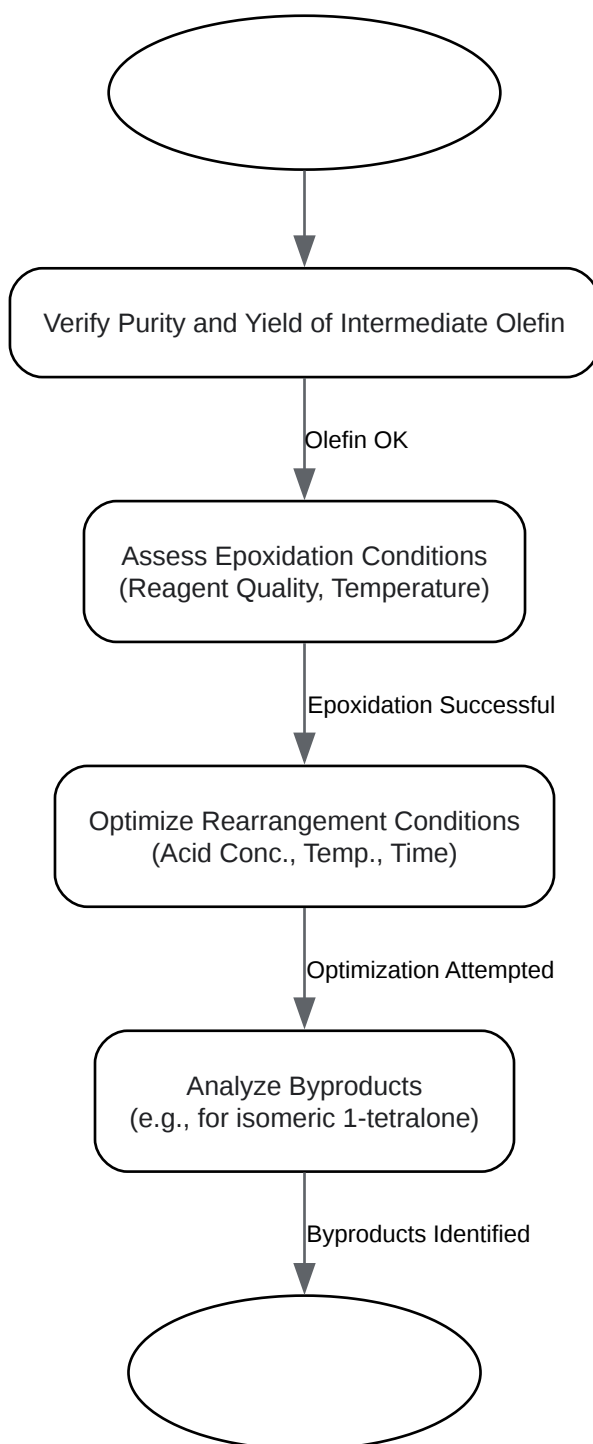 Verify Purity and Yield of Intermediate Olefin
Olefin OK
Assess Epoxidation Conditions
(Reagent Quality, Temperature)
Epoxidation Successful
Optimize Rearrangement Conditions
(Acid Conc., Temp., Time)
Optimization Attempted
Analyze Byproducts
(e.g., for isomeric 1-tetralone)
Byproducts Identified